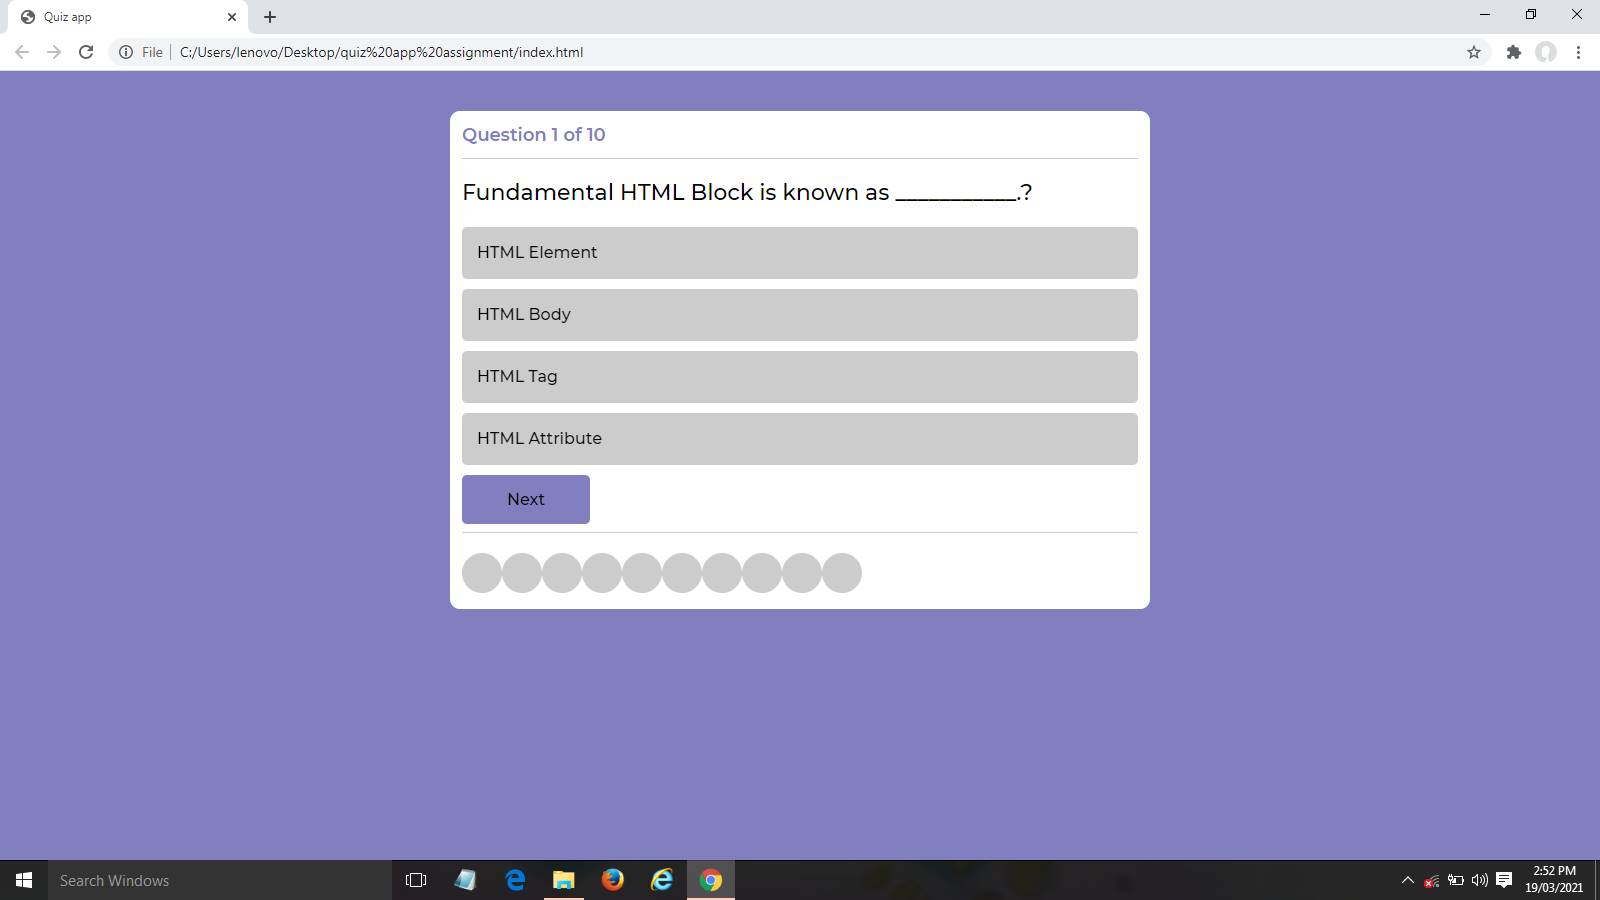 Quiz app
File
C:/Users/lenovo/Desktop/quiz%20app%20assignment/index.html
Question 1 of 10
Fundamental HTML Block is known as ___________.?
HTML Element
HTML Body
HTML Tag
HTML Attribute
Next
Search Windows
2:52 PM
19/03/2021